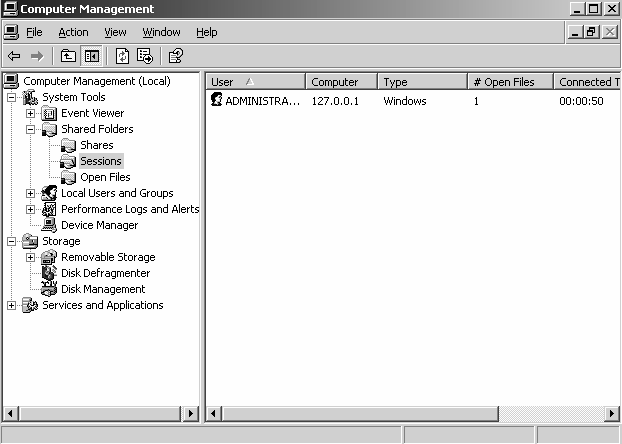 Computer Management
File Action View Window Help
Computer Management (Local)
System Tools
Event Viewer
Shared Folders
Shares
Sessions
Open Files
Local Users and Groups
Performance Logs and Alerts
Device Manager
Storage
Removable Storage
Disk Defragmenter
Disk Management
Services and Applications
User Computer Type # Open Files Connected T
ADMINISTRA... 127.0.0.1 Windows 1 00:00:50